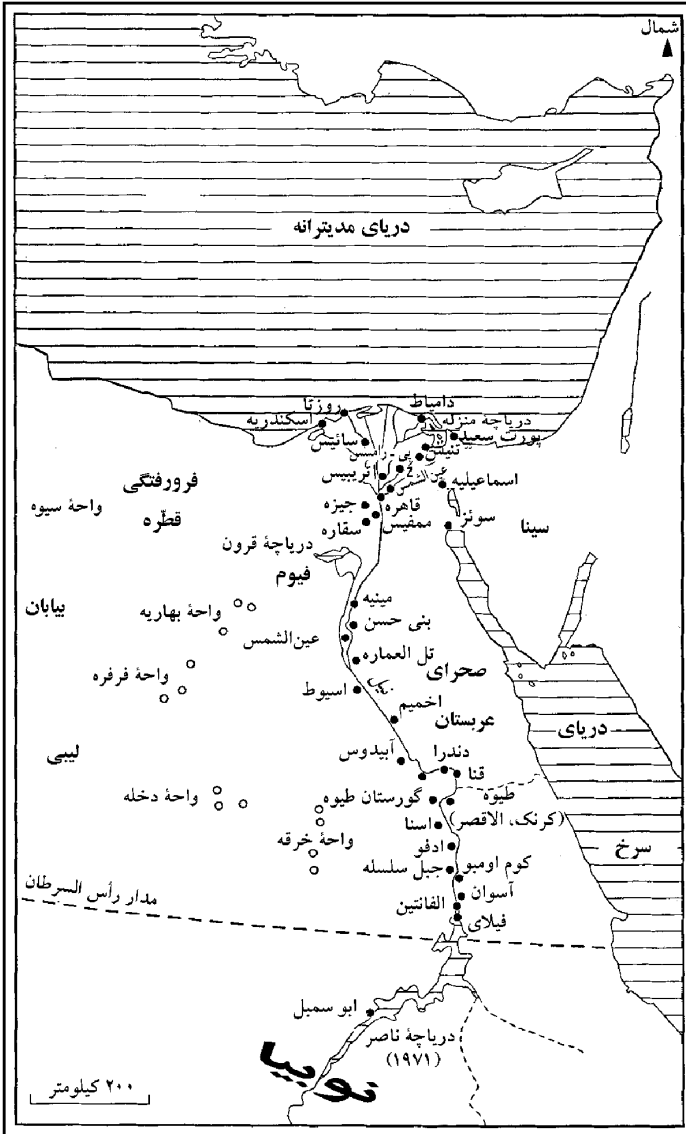 شمال
دریای مدیترانه
دامیاط
روزتا
دریاچهٔ منزله
اسکندریه
پورت سعید
سائیس
تنیس
پی-رامسس
تریبیس
عین الشمس
اسماعیلیه
فرورفتگی
قطّره
واحهٔ سیوه
جیزه
قاهره
ممفیس
سقاره
سوئز
سینا
دریاچهٔ قرون
فیوم
مینیه
بیابان
واحهٔ بهاریه
بنی حسن
عین‌الشمس
تل العماره
صحرای
واحهٔ فرفره
اسیوط
اخمیم
عربستان
دریای
لیبی
آبیدوس
دندرا
قنا
واحهٔ دخله
گورستان طیوه
طیوه
(کرنک، الاقصر)
اسنا
واحهٔ خرقه
ادفو
سرخ
جبل سلسله
کوم اومبو
مدار رأس السرطان
آسوان
الفانتین
فیلای
ابو سمبل
دریاچهٔ ناصر
(۱۹۷۱)
نوبیا
۲۰۰ کیلومتر